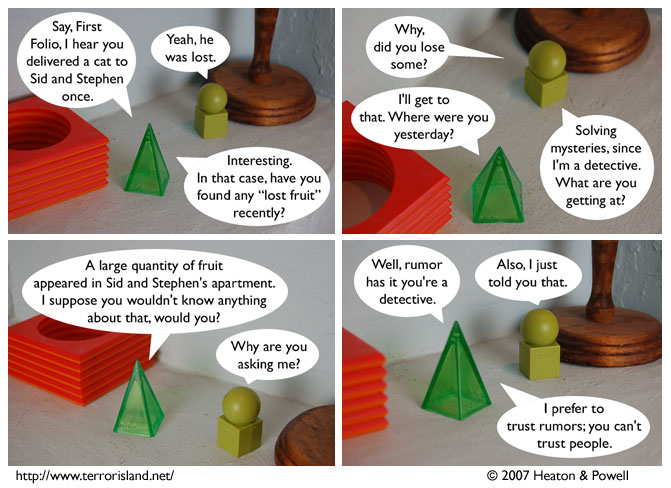 Say, First
Folio, I hear you
delivered a cat to
Sid and Stephen
once.
Yeah, he
was lost.
Interesting.
In that case, have you
found any “lost fruit”
recently?
Why,
did you lose
some?
I'll get to
that. Where were you
yesterday?
Solving
mysteries, since
I'm a detective.
What are you
getting at?
A large quantity of fruit
appeared in Sid and Stephen's apartment.
I suppose you wouldn't know anything
about that, would you?
Why are you
asking me?
Well, rumor
has it you're a
detective.
Also, I just
told you that.
I prefer to
trust rumors; you can't
trust people.
http://www.terrorisland.net/
© 2007 Heaton & Powell